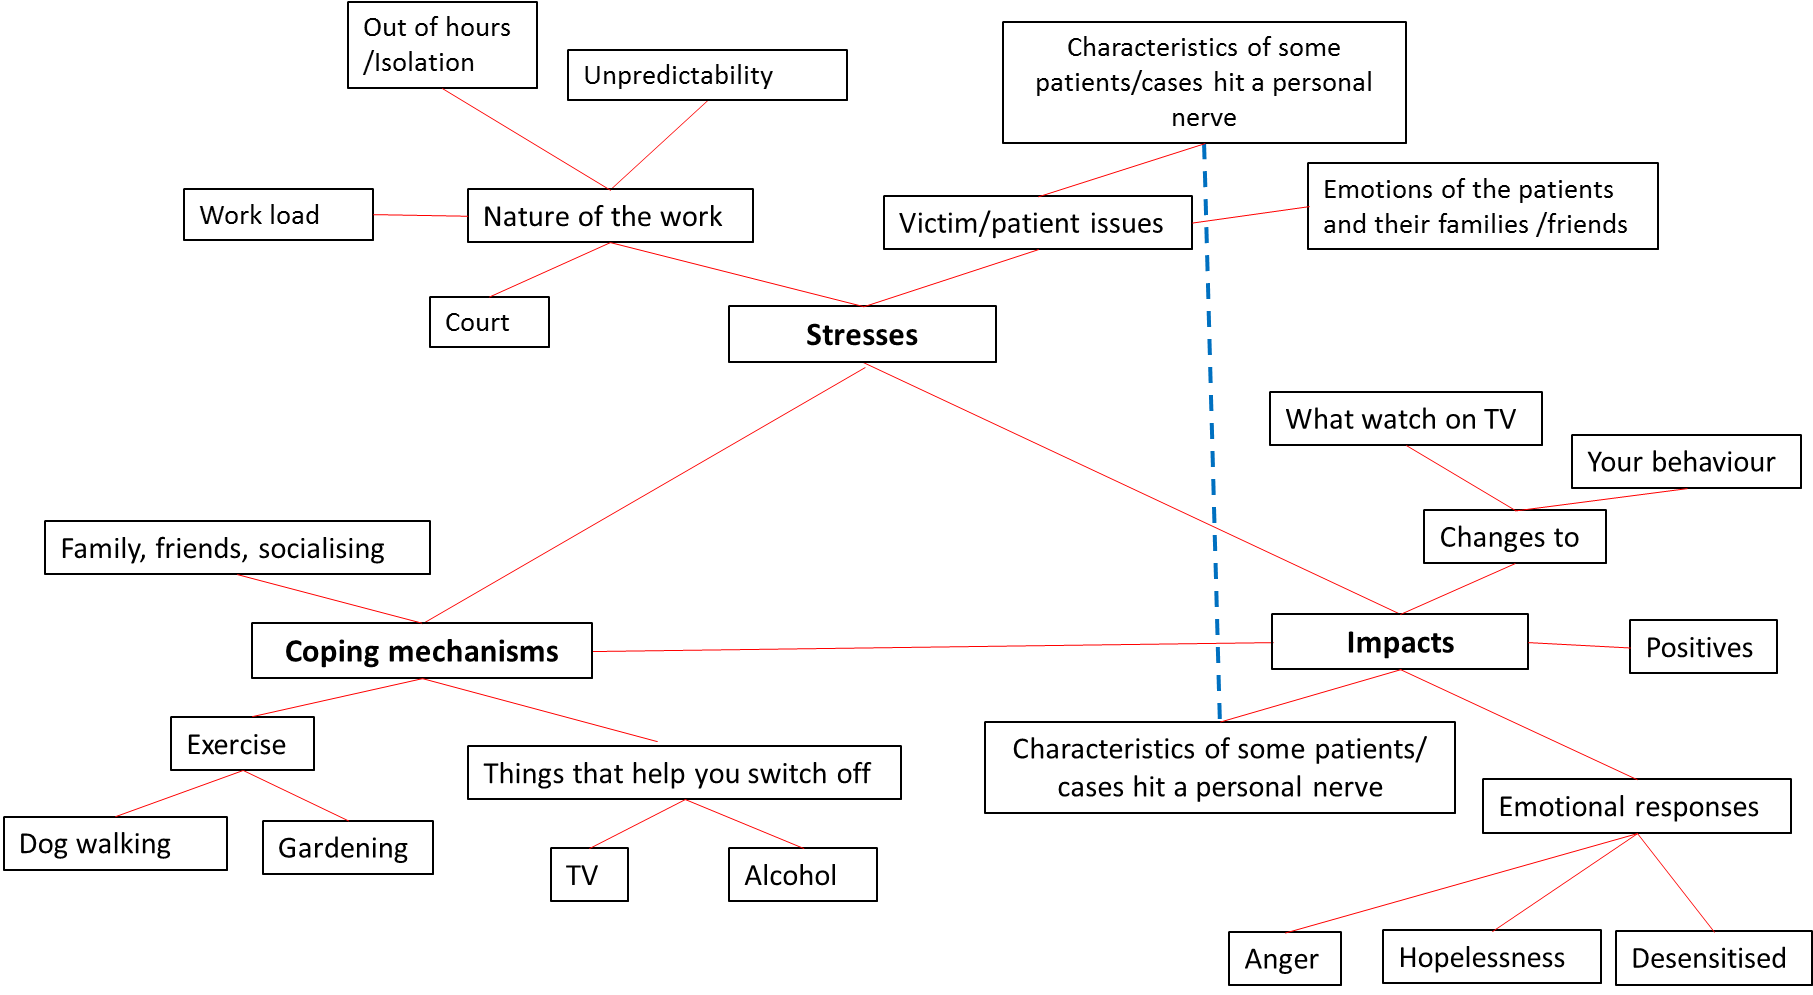 Out of hours
/Isolation
Unpredictability
Characteristics of some
patients/cases hit a personal
nerve
Work load
Nature of the work
Victim/patient issues
Emotions of the patients
and their families /friends
Court
Stresses
What watch on TV
Your behaviour
Changes to
Family, friends, socialising
Coping mechanisms
Impacts
Positives
Exercise
Things that help you switch off
Characteristics of some patients/
cases hit a personal nerve
Emotional responses
Dog walking
Gardening
TV
Alcohol
Anger
Hopelessness
Desensitised